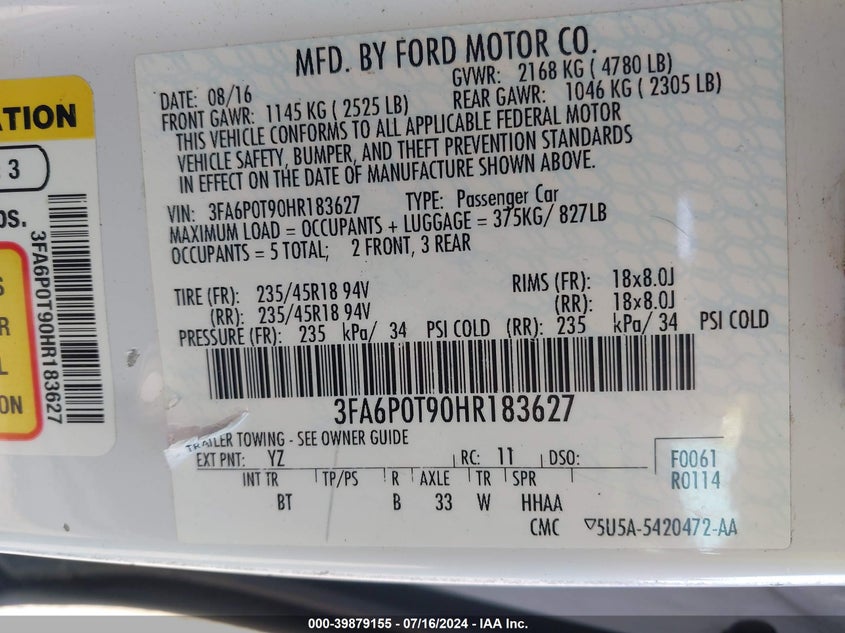 MFD. BY FORD MOTOR CO.
DATE: 08/16
GVWR: 2168 KG ( 4780 LB)
FRONT GAWR: 1145 KG ( 2525 LB)
REAR GAWR: 1046 KG ( 2305 LB)
THIS VEHICLE CONFORMS TO ALL APPLICABLE FEDERAL MOTOR
VEHICLE SAFETY, BUMPER, AND THEFT PREVENTION STANDARDS
IN EFFECT ON THE DATE OF MANUFACTURE SHOWN ABOVE.
VIN: 3FA6P0T90HR183627 TYPE: Passenger Car
MAXIMUM LOAD = OCCUPANTS + LUGGAGE = 375KG/ 827LB
OCCUPANTS = 5 TOTAL; 2 FRONT, 3 REAR
TIRE (FR): 235/45R18 94V RIMS (FR): 18x8.0J
(RR): 235/45R18 94V (RR): 18x8.0J
PRESSURE (FR): 235 kPa/ 34 PSI COLD (RR): 235 kPa/ 34 PSI COLD
3FA6P0T90HR183627
TRAILER TOWING - SEE OWNER GUIDE
EXT PNT: YZ RC: 11 DSO:
F0061
R0114
INT TR TP/PS R AXLE TR SPR
BT B 33 W HHAA
CMC 5U5A-5420472-AA
ATION
3
OS.
S
R
L
ON
3FA6P0T90HR183627
000-39879155 - 07/16/2024 - IAA Inc.